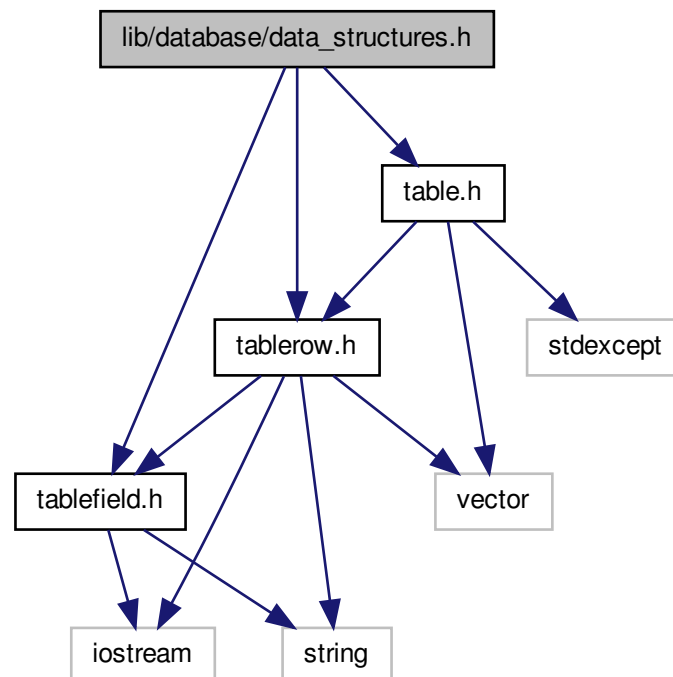 lib/database/data_structures.h
table.h
tablerow.h
stdexcept
tablefield.h
vector
iostream
string